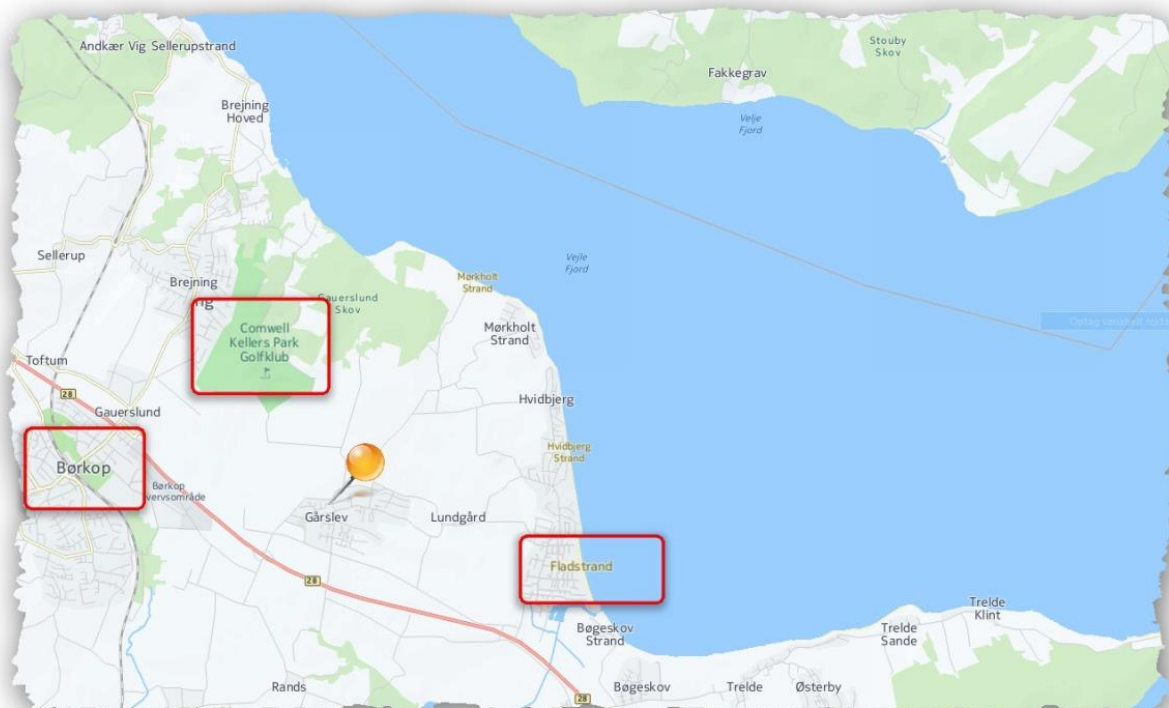 Andkær Vig Sellerupstrand
Stouby
Skov
Fakkegrav
Brejning
Hoved
Vejle
Fjord
Sellerup
Vejle
Fjord
Brejning
ng
Mørkholt
Strand
Gauerslund
Skov
Comwell
Kellers Park
Golfklub
Mørkholt
Strand
Toftum
28
Hvidbjerg
Gauerslund
Hvidbjerg
Strand
Børkop
Børkop
vervsområde
Gårslev
Lundgård
Fladstrand
28
Trelde
Klint
Bøgeskov
Strand
Trelde
Sande
Rands
Bøgeskov
Trelde
Østerby
28